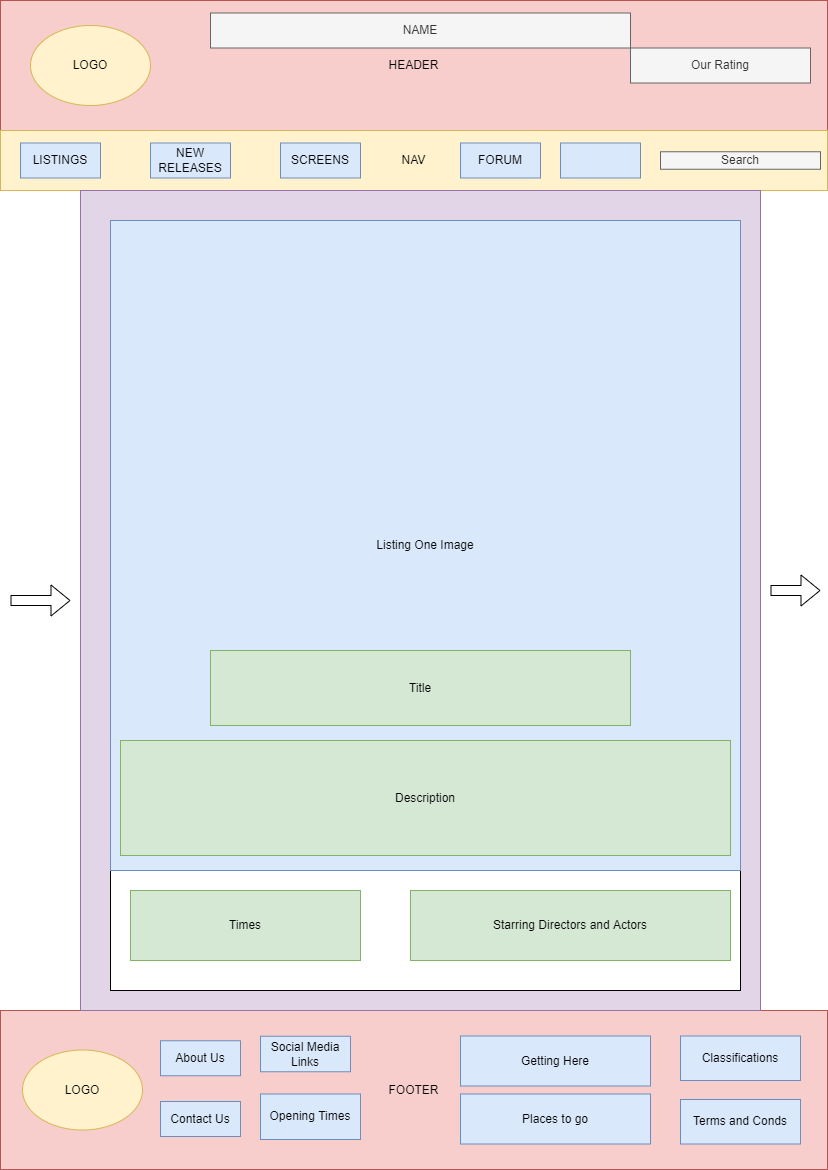 NAME
LOGO
HEADER
Our Rating
LISTINGS
NEW
RELEASES
SCREENS
NAV
FORUM
Search
Listing One Image
Title
Description
Times
Starring Directors and Actors
LOGO
About Us
Social Media
Links
Contact Us
Opening Times
FOOTER
Getting Here
Places to go
Classifications
Terms and Conds